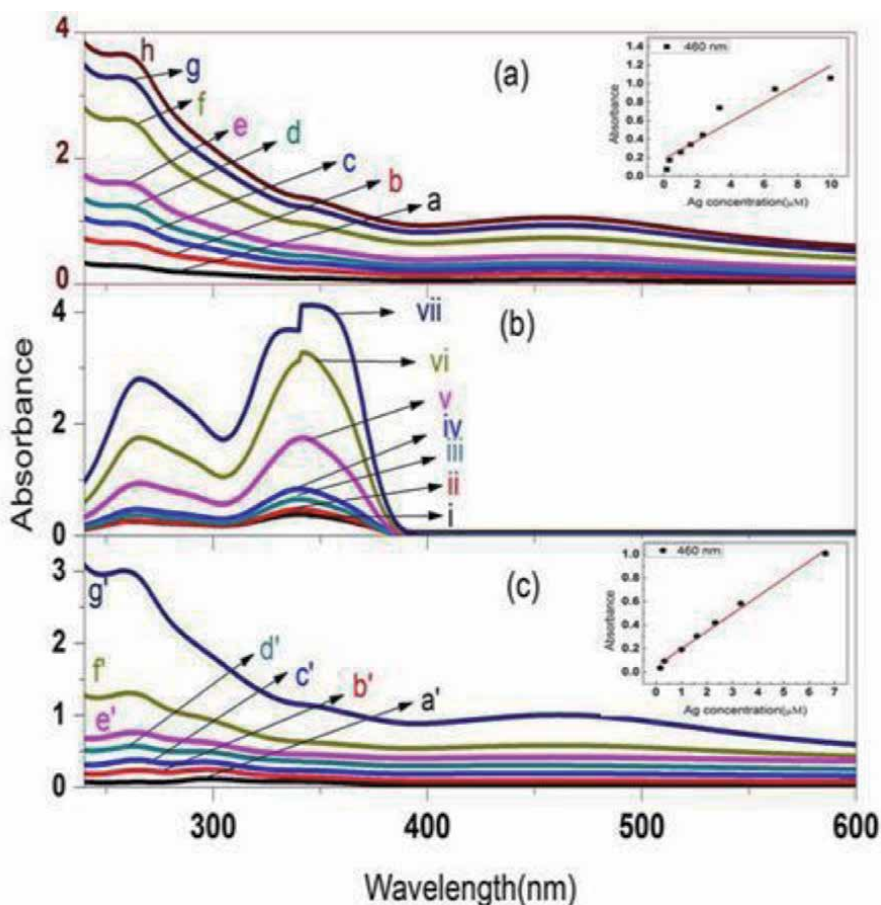 4
2
0
h
g
f
e
d
c
b
a
(a)
460 nm
1.4
1.2
1.0
0.8
0.6
0.4
0.2
0.0
Absorbance
0 2 4 6 8 10
Ag concentration(μM)
4
2
0
vii
vi
v
iv
iii
ii
i
(b)
Absorbance
3
2
1
0
g'
f'
e'
d'
c'
b'
a'
(c)
460 nm
1.0
0.8
0.6
0.4
0.2
0.0
Absorbance
0 1 2 3 4 5 6 7
Ag concentration(μM)
300 400 500 600
Wavelength(nm)